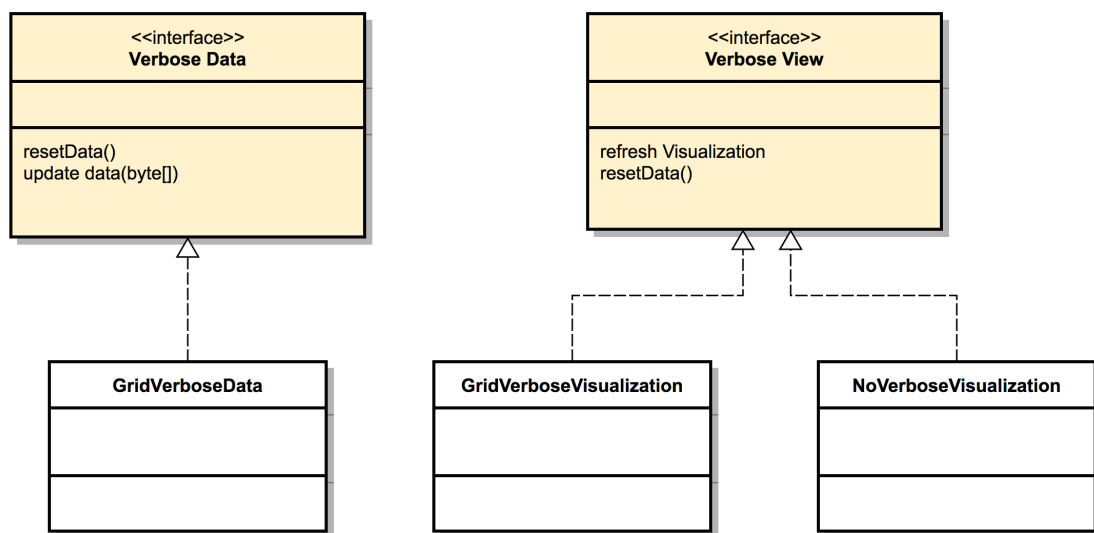 <<interface>>
Verbose Data
resetData()
update data(byte[])
<<interface>>
Verbose View
refresh Visualization
resetData()
GridVerboseData
GridVerboseVisualization
NoVerboseVisualization